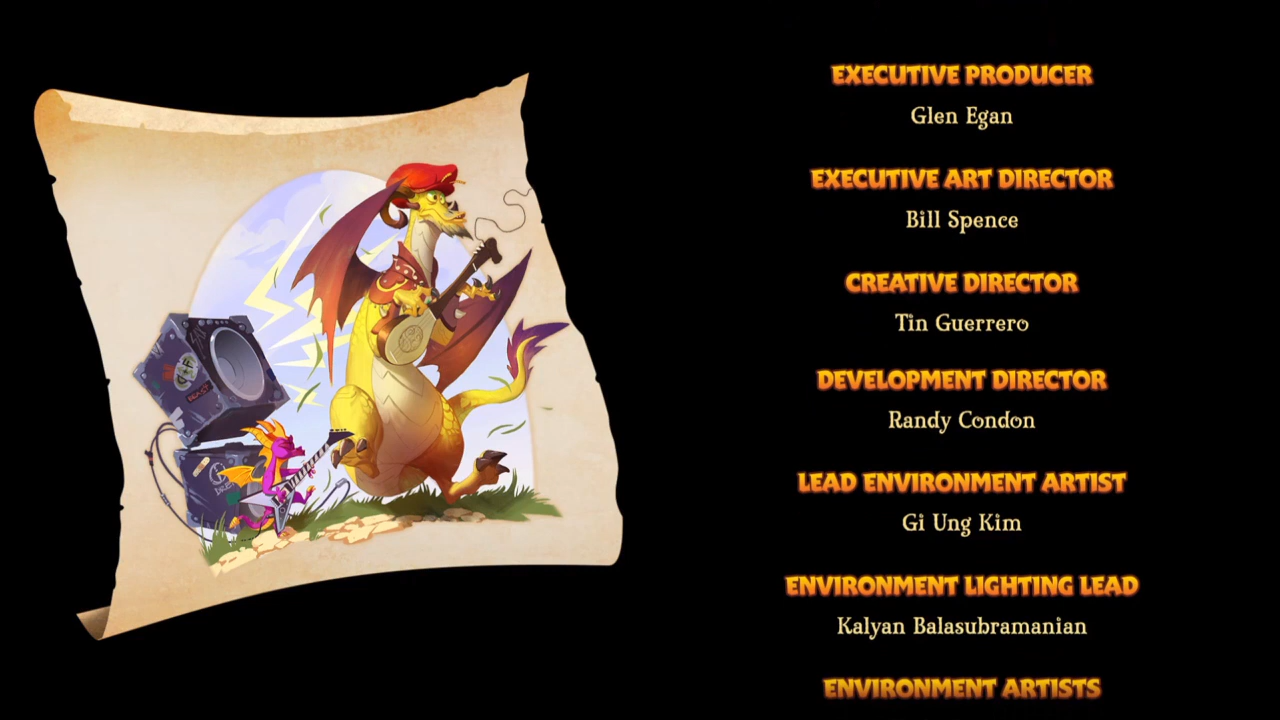 EXECUTIVE PRODUCER
Glen Egan
EXECUTIVE ART DIRECTOR
Bill Spence
CREATIVE DIRECTOR
Tin Guerrero
DEVELOPMENT DIRECTOR
Randy Condon
LEAD ENVIRONMENT ARTIST
Gi Ung Kim
ENVIRONMENT LIGHTING LEAD
Kalyan Balasubramanian
ENVIRONMENT ARTISTS